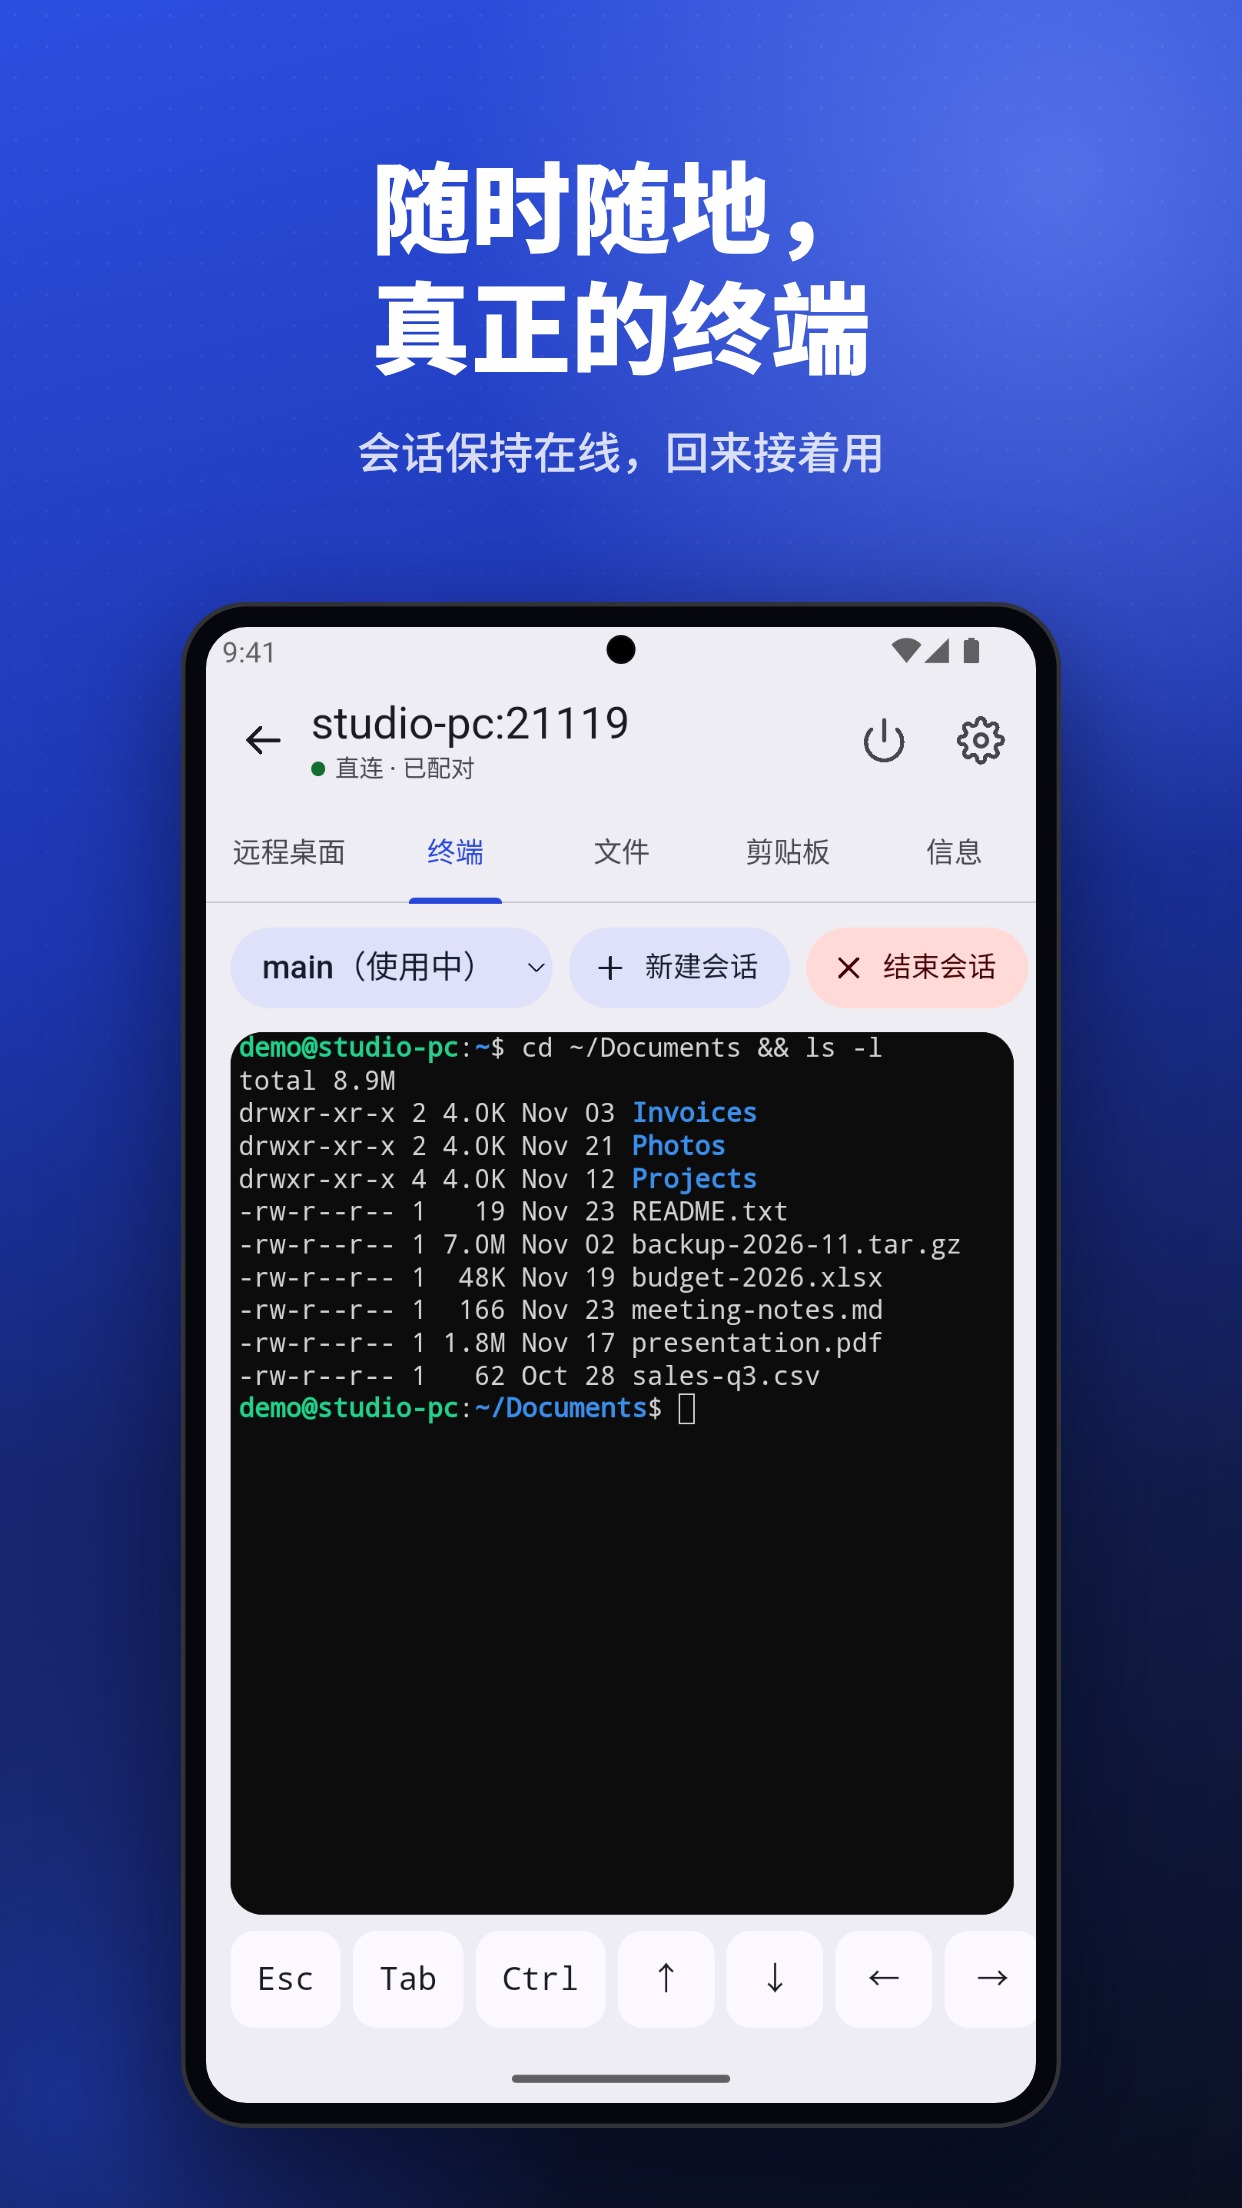 随时随地，
真正的终端
会话保持在线，回来接着用
9:41
studio-pc:21119
直连 · 已配对
远程桌面 终端 文件 剪贴板 信息
main（使用中） 新建会话 结束会话
demo@studio-pc:~$ cd ~/Documents && ls -l
total 8.9M
drwxr-xr-x 2 4.0K Nov 03 Invoices
drwxr-xr-x 2 4.0K Nov 21 Photos
drwxr-xr-x 4 4.0K Nov 12 Projects
-rw-r--r-- 1   19 Nov 23 README.txt
-rw-r--r-- 1 7.0M Nov 02 backup-2026-11.tar.gz
-rw-r--r-- 1  48K Nov 19 budget-2026.xlsx
-rw-r--r-- 1  166 Nov 23 meeting-notes.md
-rw-r--r-- 1 1.8M Nov 17 presentation.pdf
-rw-r--r-- 1   62 Oct 28 sales-q3.csv
demo@studio-pc:~/Documents$
Esc Tab Ctrl ↑ ↓ ← →